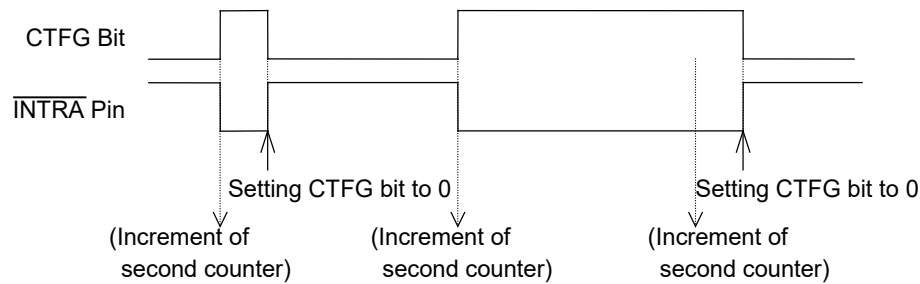 CTFG Bit
INTRA Pin
Setting CTFG bit to 0
Setting CTFG bit to 0
(Increment of
second counter)
(Increment of
second counter)
(Increment of
second counter)